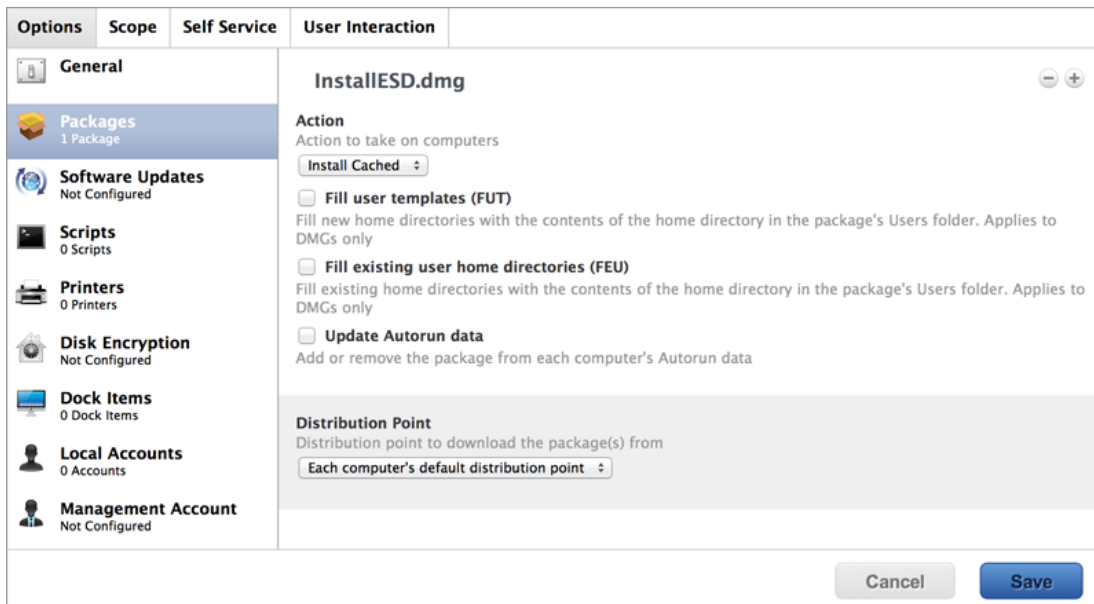 Options
Scope
Self Service
User Interaction
General
Packages
1 Package
Software Updates
Not Configured
Scripts
0 Scripts
Printers
0 Printers
Disk Encryption
Not Configured
Dock Items
0 Dock Items
Local Accounts
0 Accounts
Management Account
Not Configured
InstallESD.dmg
Action
Action to take on computers
Install Cached
Fill user templates (FUT)
Fill new home directories with the contents of the home directory in the package's Users folder. Applies to
DMGs only
Fill existing user home directories (FEU)
Fill existing home directories with the contents of the home directory in the package's Users folder. Applies to
DMGs only
Update Autorun data
Add or remove the package from each computer's Autorun data
Distribution Point
Distribution point to download the package(s) from
Each computer's default distribution point
Cancel
Save